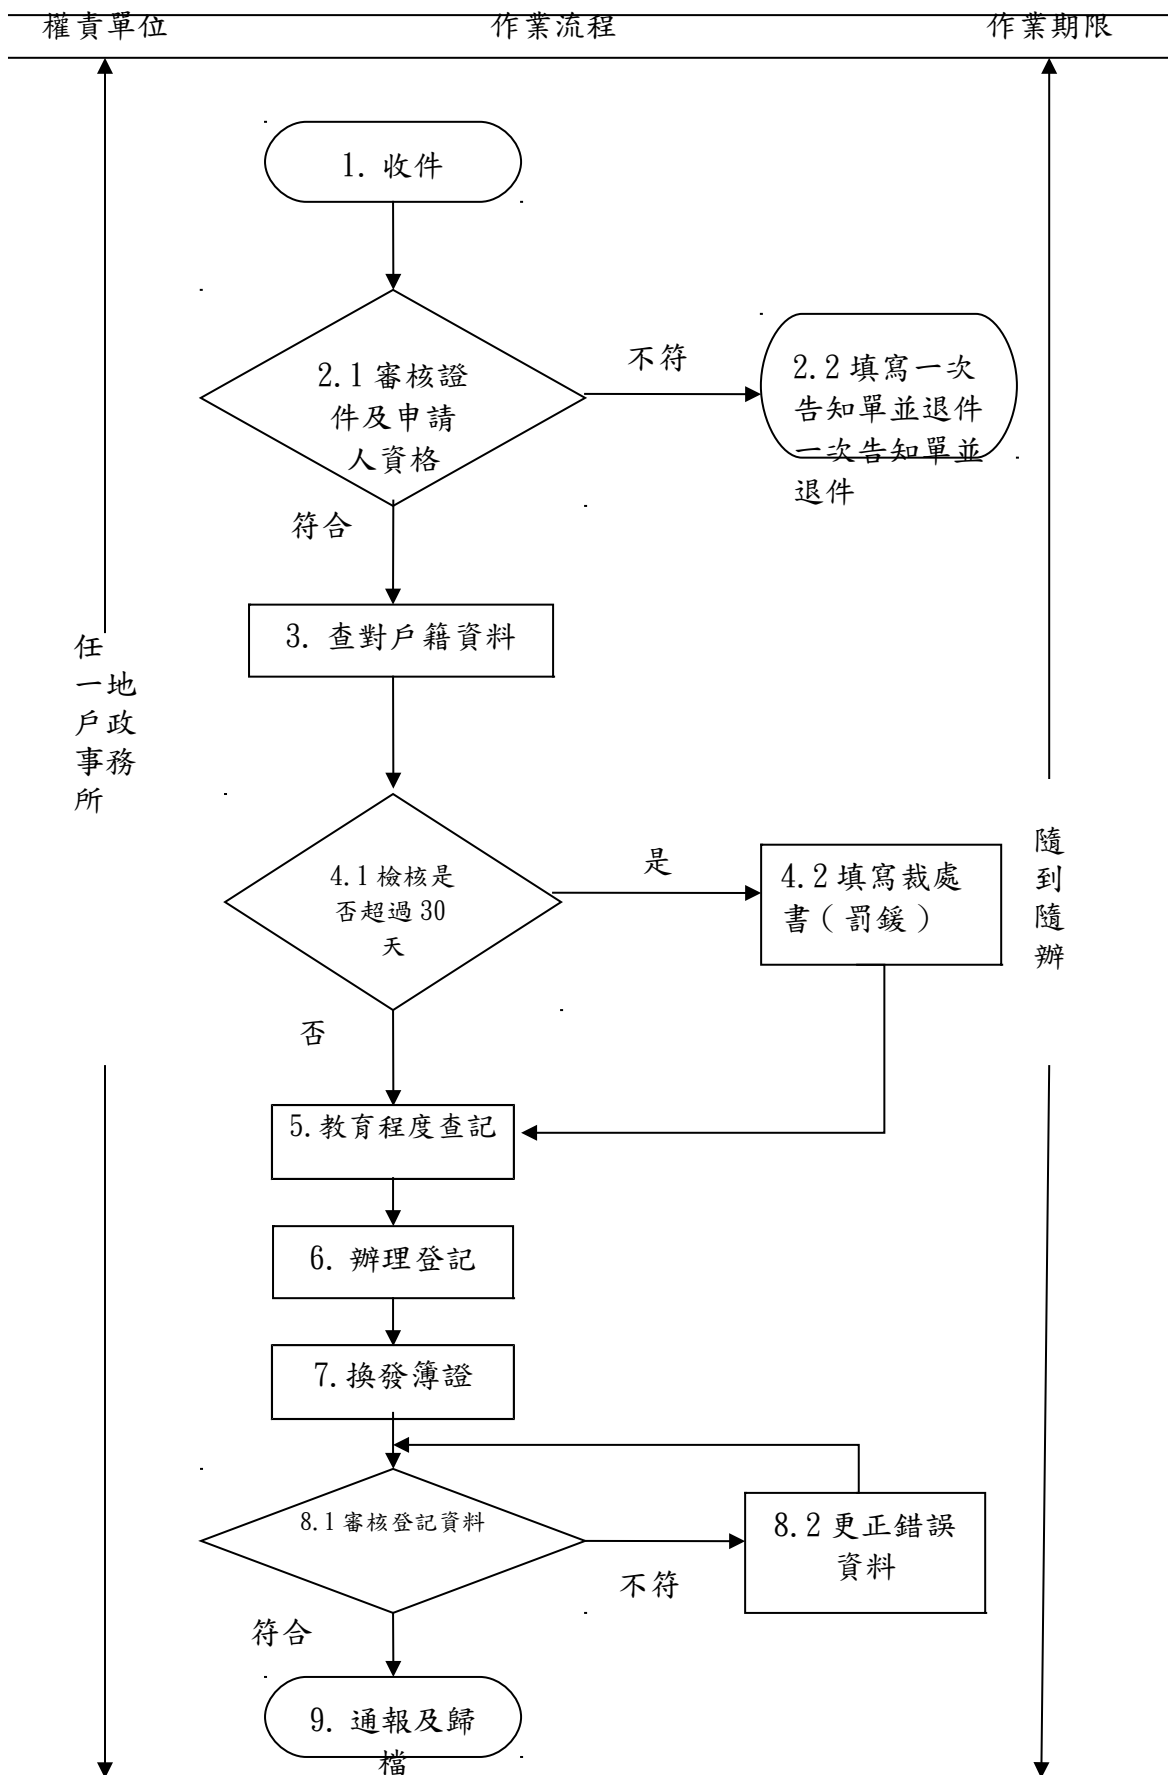 權責單位 作業流程 作業期限
1. 收件
2.1 審核證
件及申請
人資格
不符
2.2 填寫一次
告知單並退件
一次告知單並
退件
符合
3. 查對戶籍資料
任
一地
戶政
事務
所
4.1 檢核是
否超過 30
天
是
4.2 填寫裁處
書（罰鍰）
隨
到
隨
辦
否
5.教育程度查記
6. 辦理登記
7.換發簿證
8.1 審核登記資料
不符
8.2 更正錯誤
資料
符合
9. 通報及歸
檔